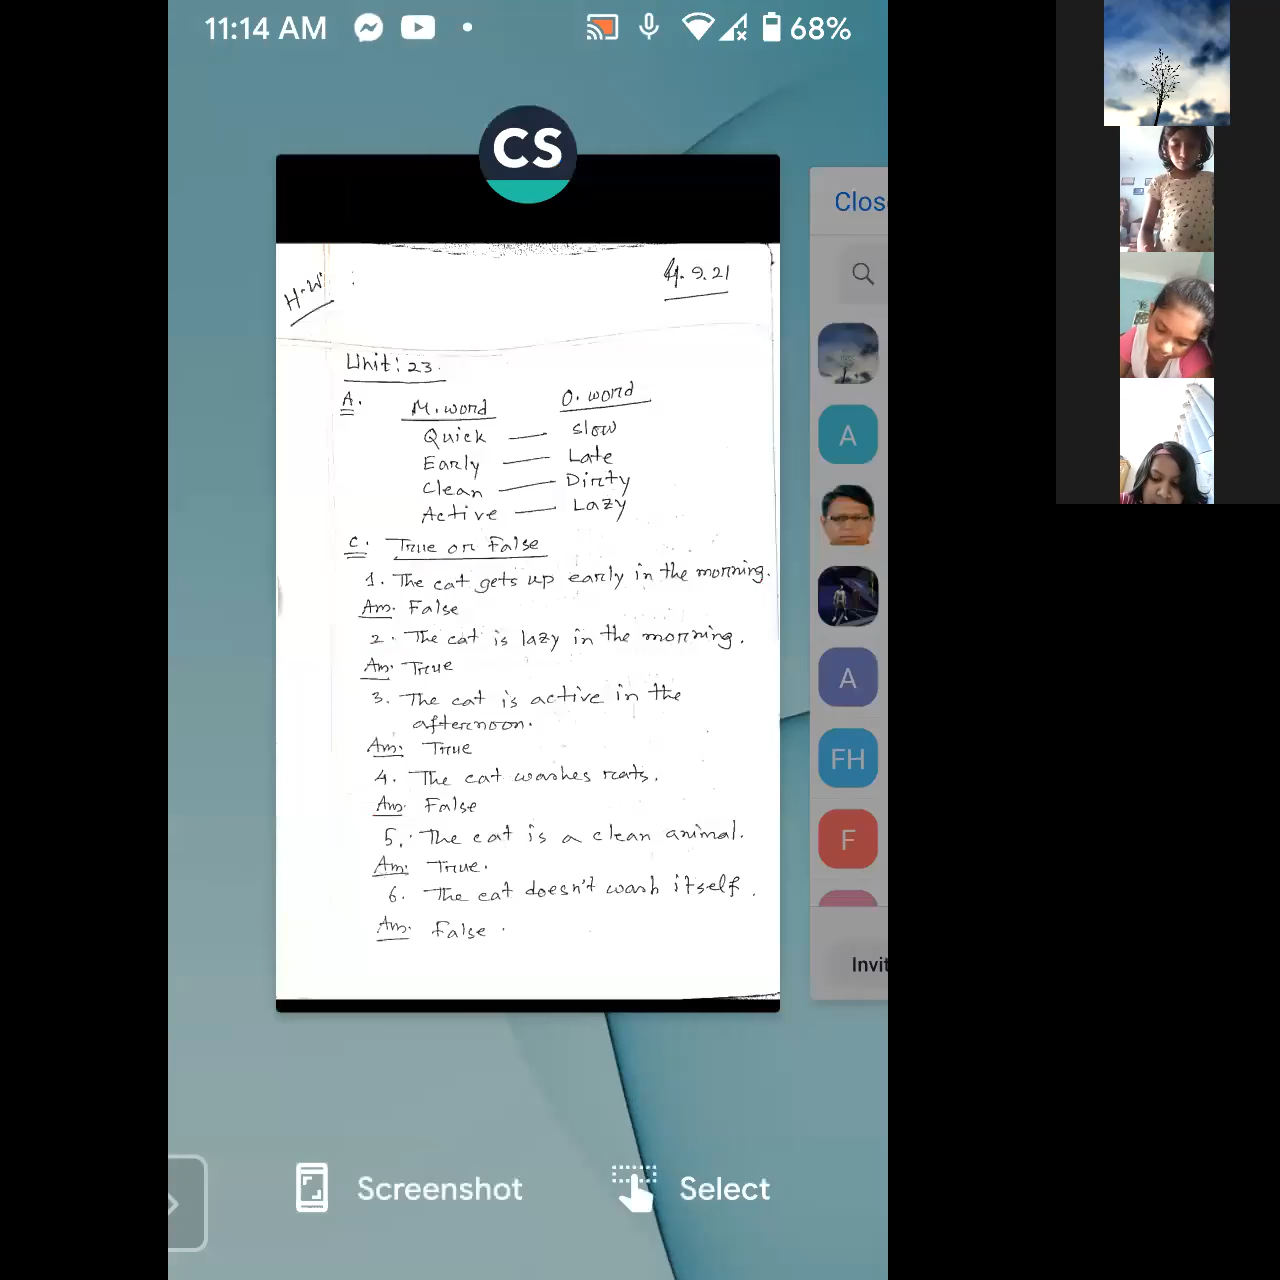 11:14 AM
68%
CS
Close
H.W:
9.21
Unit: 23.
A.
M. word O. word
Quick — Slow
Early — Late
Clean — Dirty
Active — Lazy
C. True or False
1. The cat gets up early in the morning.
Ans. False
2. The cat is lazy in the morning.
Ans. True
3. The cat is active in the
afternoon.
Ans. True
4. The cat washes rats.
Ans. False
5. The cat is a clean animal.
Ans. True.
6. The cat doesn't wash itself.
Ans. False.
A
A
FH
F
Invit
Screenshot
Select